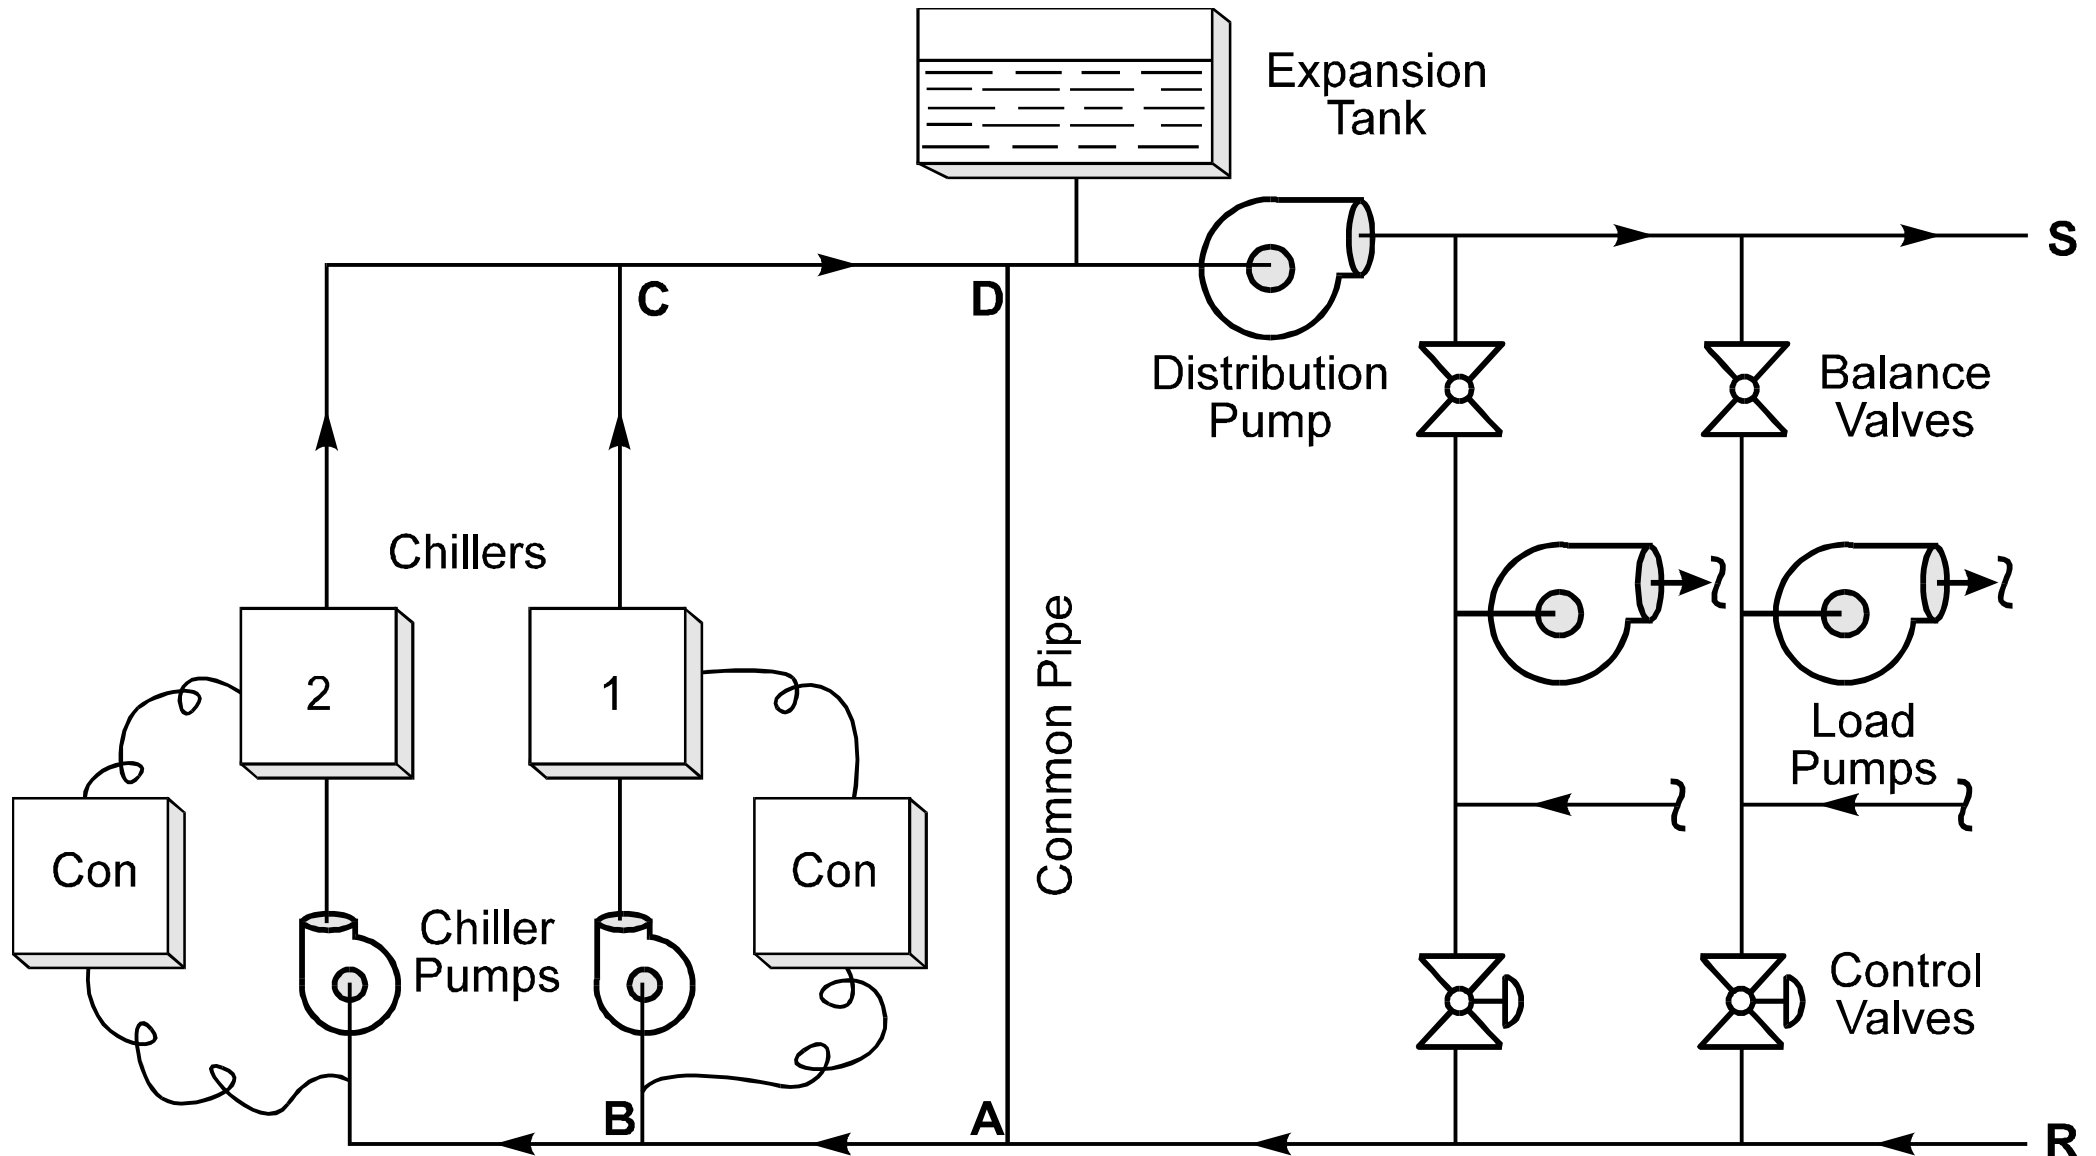 Expansion
Tank
S
C
D
Distribution
Pump
Balance
Valves
Chillers
2
1
Common Pipe
Load
Pumps
Con
Con
Chiller
Pumps
Control
Valves
B
A
R